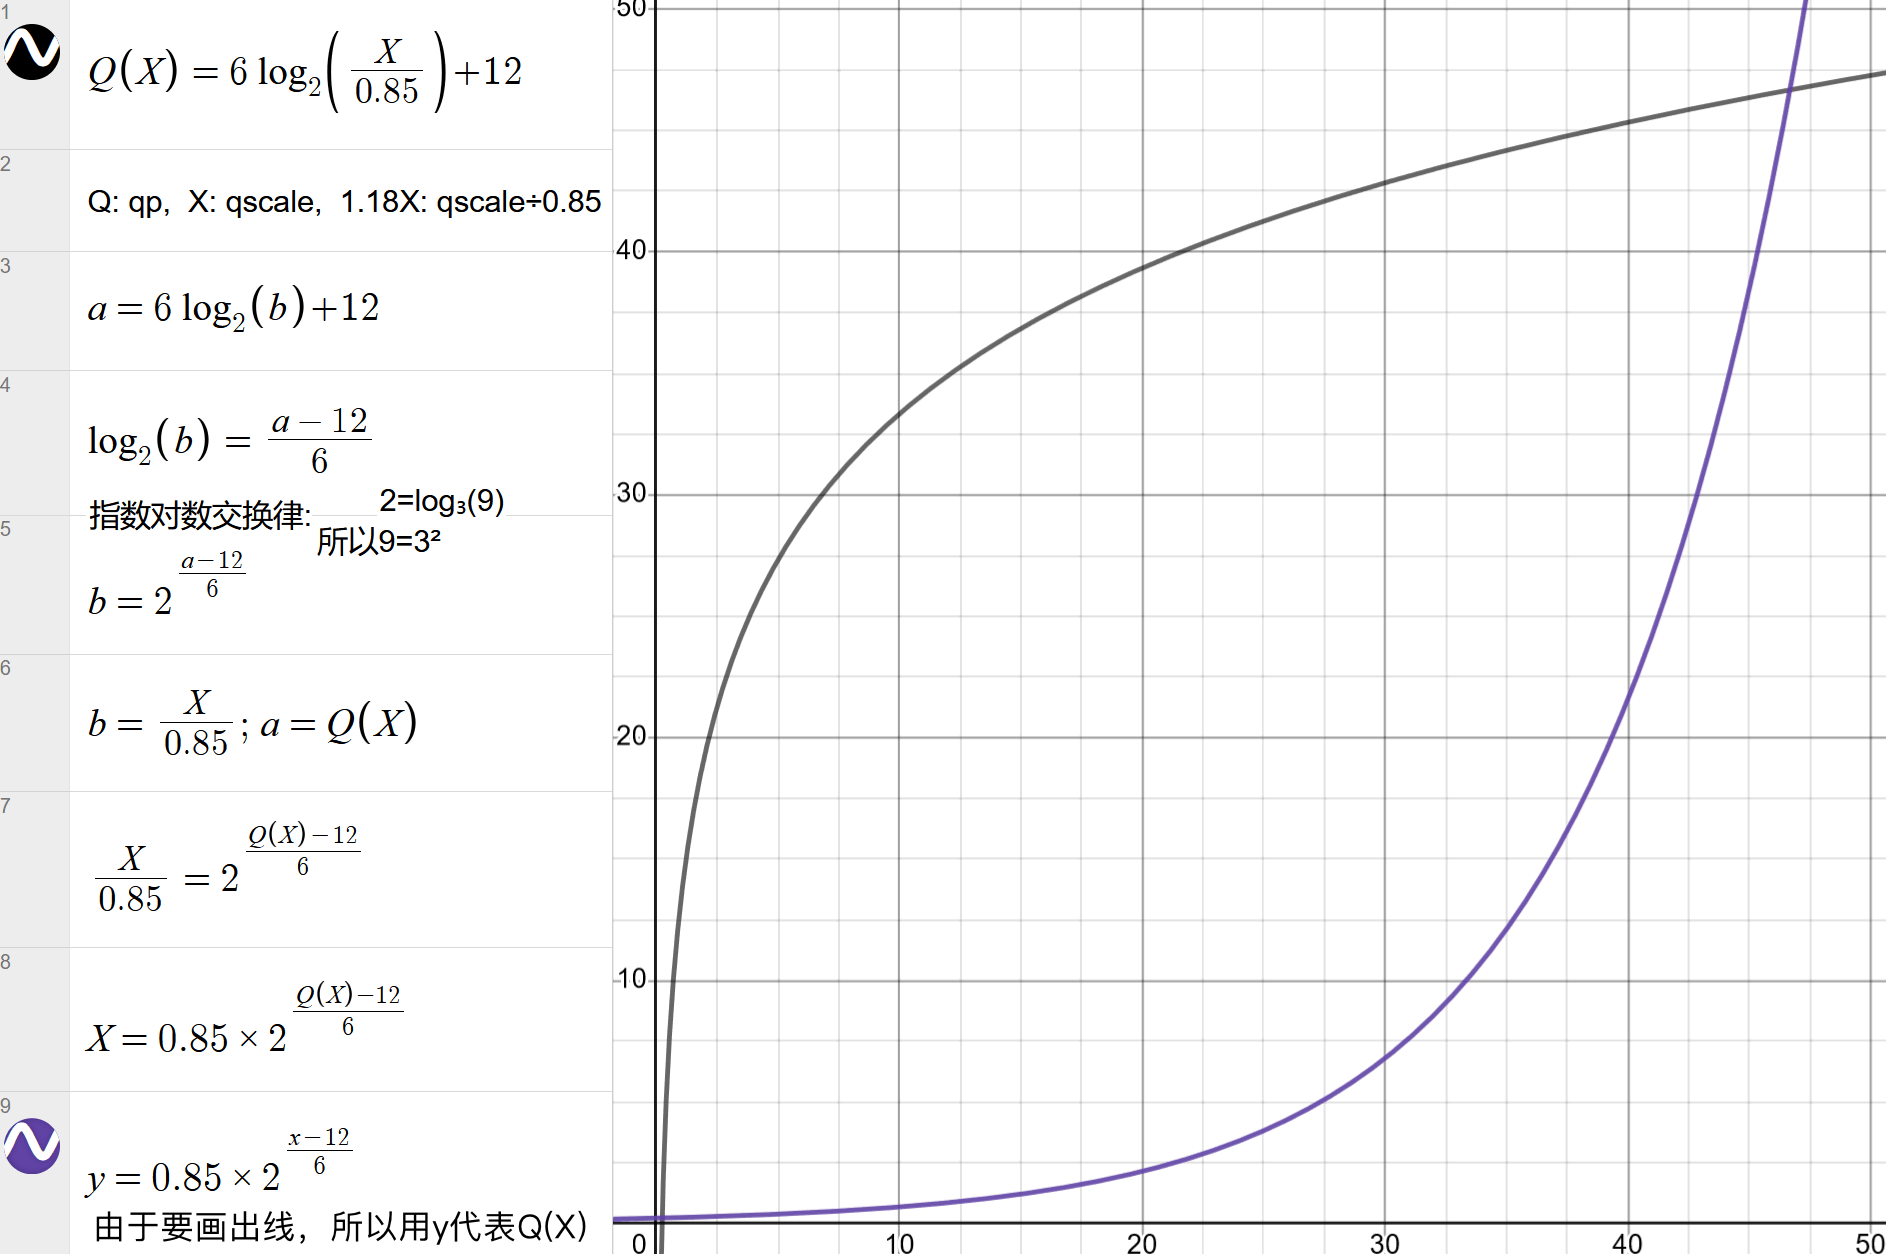 1
Q(X) = 6 log₂(X/0.85)+12
2
Q: qp, X: qscale, 1.18X: qscale÷0.85
3
a = 6 log₂(b)+12
4
log₂(b) = (a − 12)/6
指数对数交换律: 2=log₃(9)
所以9=3²
5
b = 2^((a−12)/6)
6
b = X/0.85 ; a = Q(X)
7
X/0.85 = 2^((Q(X)−12)/6)
8
X = 0.85 × 2^((Q(X)−12)/6)
9
y = 0.85 × 2^((x−12)/6)
由于要画出线，所以用y代表Q(X)
50
40
30
20
10
0 10 20 30 40 50